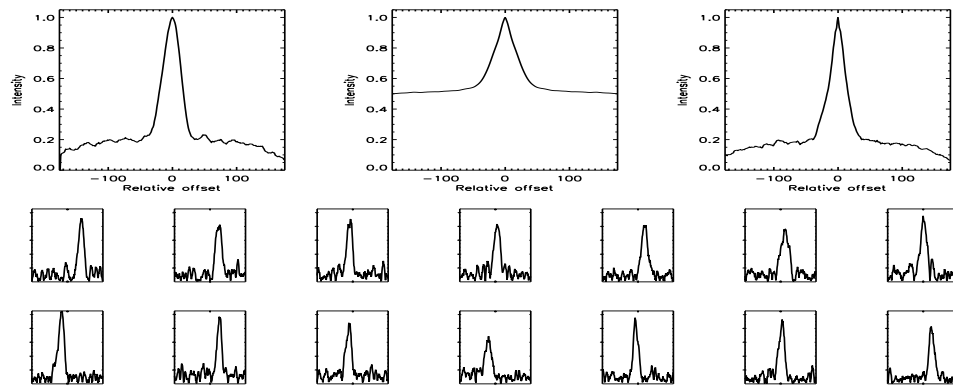 1.0 1.0 1.0
0.8 0.8 0.8
Intensity Intensity Intensity
0.6 0.6 0.6
0.4 0.4 0.4
0.2 0.2 0.2
0.0 0.0 0.0
−100 0 100 −100 0 100 −100 0 100
Relative offset Relative offset Relative offset